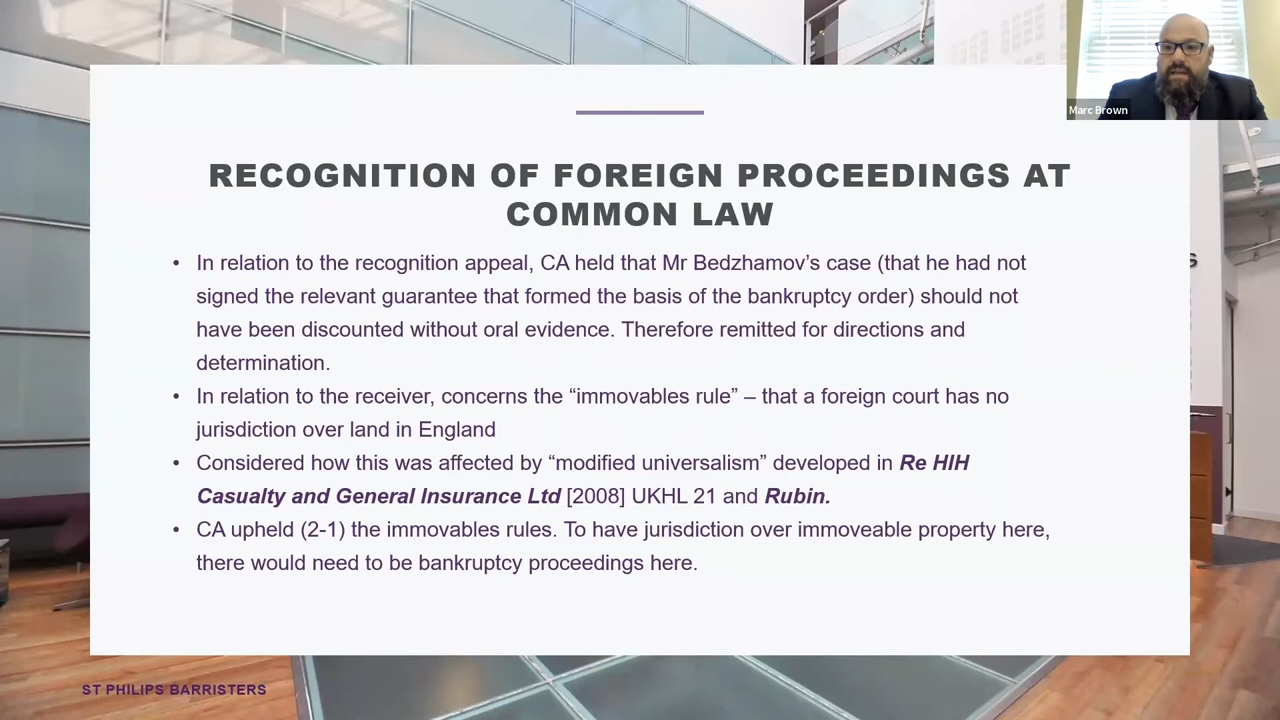 Marc Brown
RECOGNITION OF FOREIGN PROCEEDINGS AT
COMMON LAW
• In relation to the recognition appeal, CA held that Mr Bedzhamov’s case (that he had not
signed the relevant guarantee that formed the basis of the bankruptcy order) should not
have been discounted without oral evidence. Therefore remitted for directions and
determination.
• In relation to the receiver, concerns the “immovables rule” – that a foreign court has no
jurisdiction over land in England
• Considered how this was affected by “modified universalism” developed in Re HIH
Casualty and General Insurance Ltd [2008] UKHL 21 and Rubin.
• CA upheld (2-1) the immovables rules. To have jurisdiction over immoveable property here,
there would need to be bankruptcy proceedings here.
ST PHILIPS BARRISTERS